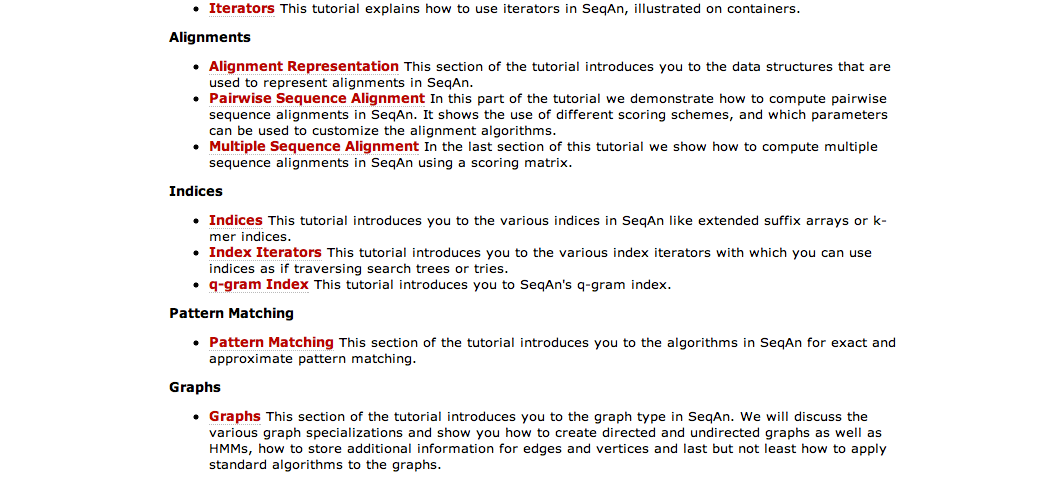 • Iterators This tutorial explains how to use iterators in SeqAn, illustrated on containers.
Alignments
• Alignment Representation This section of the tutorial introduces you to the data structures that are
used to represent alignments in SeqAn.
• Pairwise Sequence Alignment In this part of the tutorial we demonstrate how to compute pairwise
sequence alignments in SeqAn. It shows the use of different scoring schemes, and which parameters
can be used to customize the alignment algorithms.
• Multiple Sequence Alignment In the last section of this tutorial we show how to compute multiple
sequence alignments in SeqAn using a scoring matrix.
Indices
• Indices This tutorial introduces you to the various indices in SeqAn like extended suffix arrays or k-
mer indices.
• Index Iterators This tutorial introduces you to the various index iterators with which you can use
indices as if traversing search trees or tries.
• q-gram Index This tutorial introduces you to SeqAn's q-gram index.
Pattern Matching
• Pattern Matching This section of the tutorial introduces you to the algorithms in SeqAn for exact and
approximate pattern matching.
Graphs
• Graphs This section of the tutorial introduces you to the graph type in SeqAn. We will discuss the
various graph specializations and show you how to create directed and undirected graphs as well as
HMMs, how to store additional information for edges and vertices and last but not least how to apply
standard algorithms to the graphs.